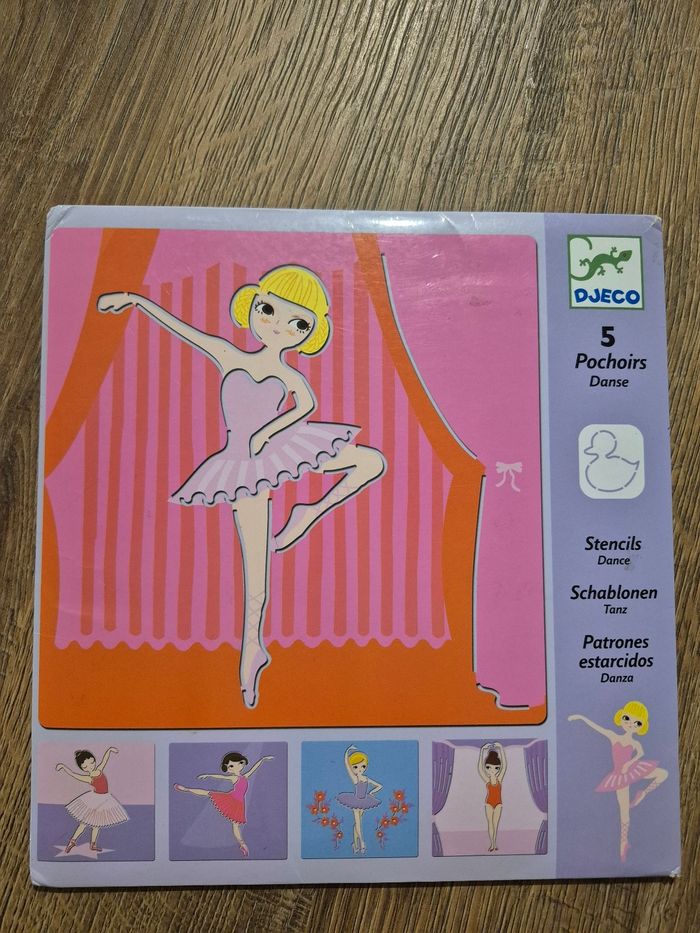 DJECO
5
Pochoirs
Danse
Stencils
Dance
Schablonen
Tanz
Patrones
estarcidos
Danza